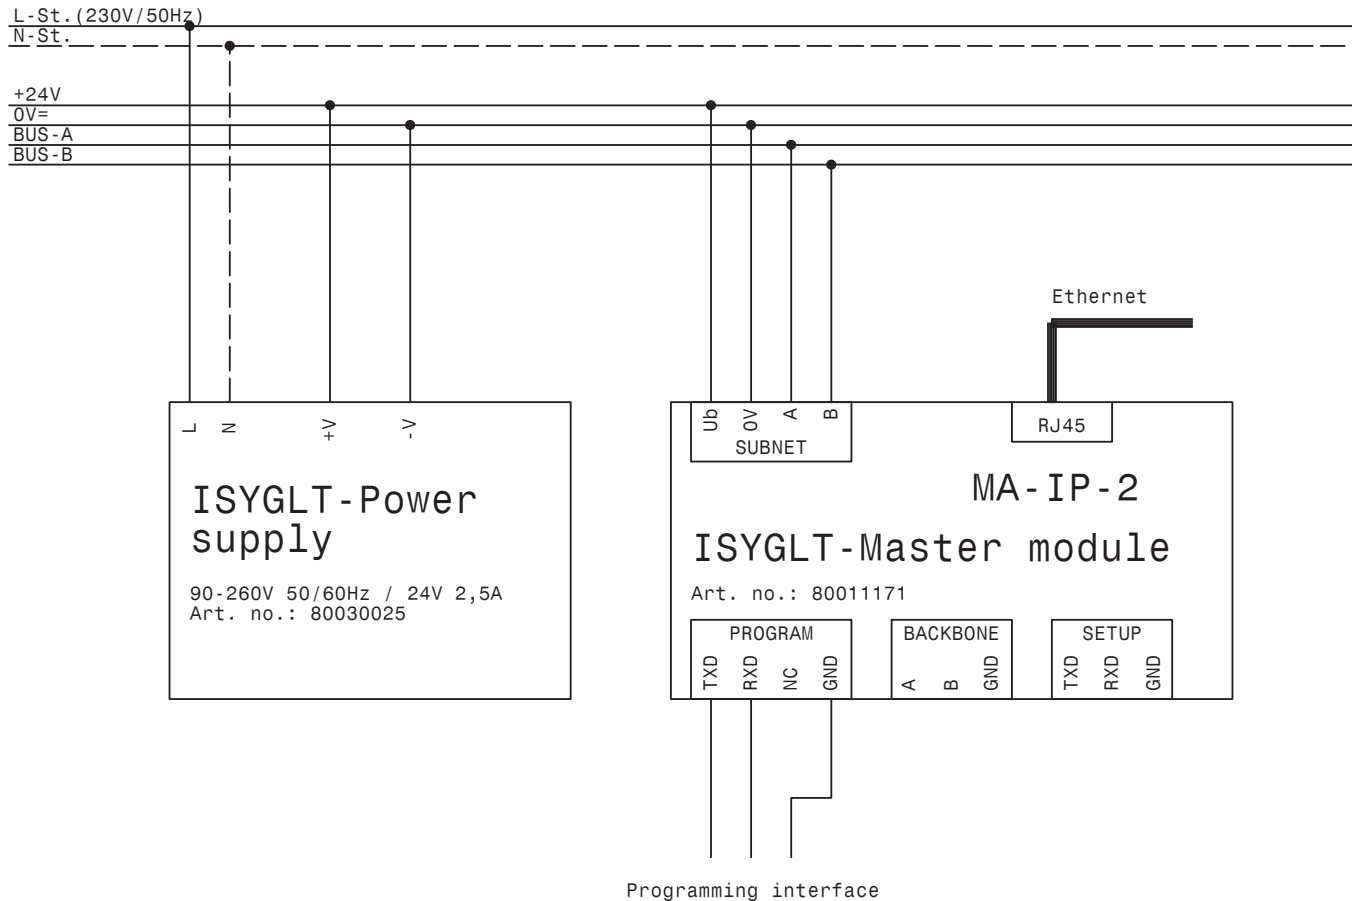 L-St.(230V/50Hz)
N-St.
+24V
0V=
BUS-A
BUS-B
Ethernet
L N +V -V
Ub 0V A B
SUBNET
RJ45
ISYGLT-Power
supply
90-260V 50/60Hz / 24V 2,5A
Art. no.: 80030025
MA-IP-2
ISYGLT-Master module
Art. no.: 80011171
PROGRAM
TXD RXD NC GND
BACKBONE
A B GND
SETUP
TXD RXD GND
Programming interface